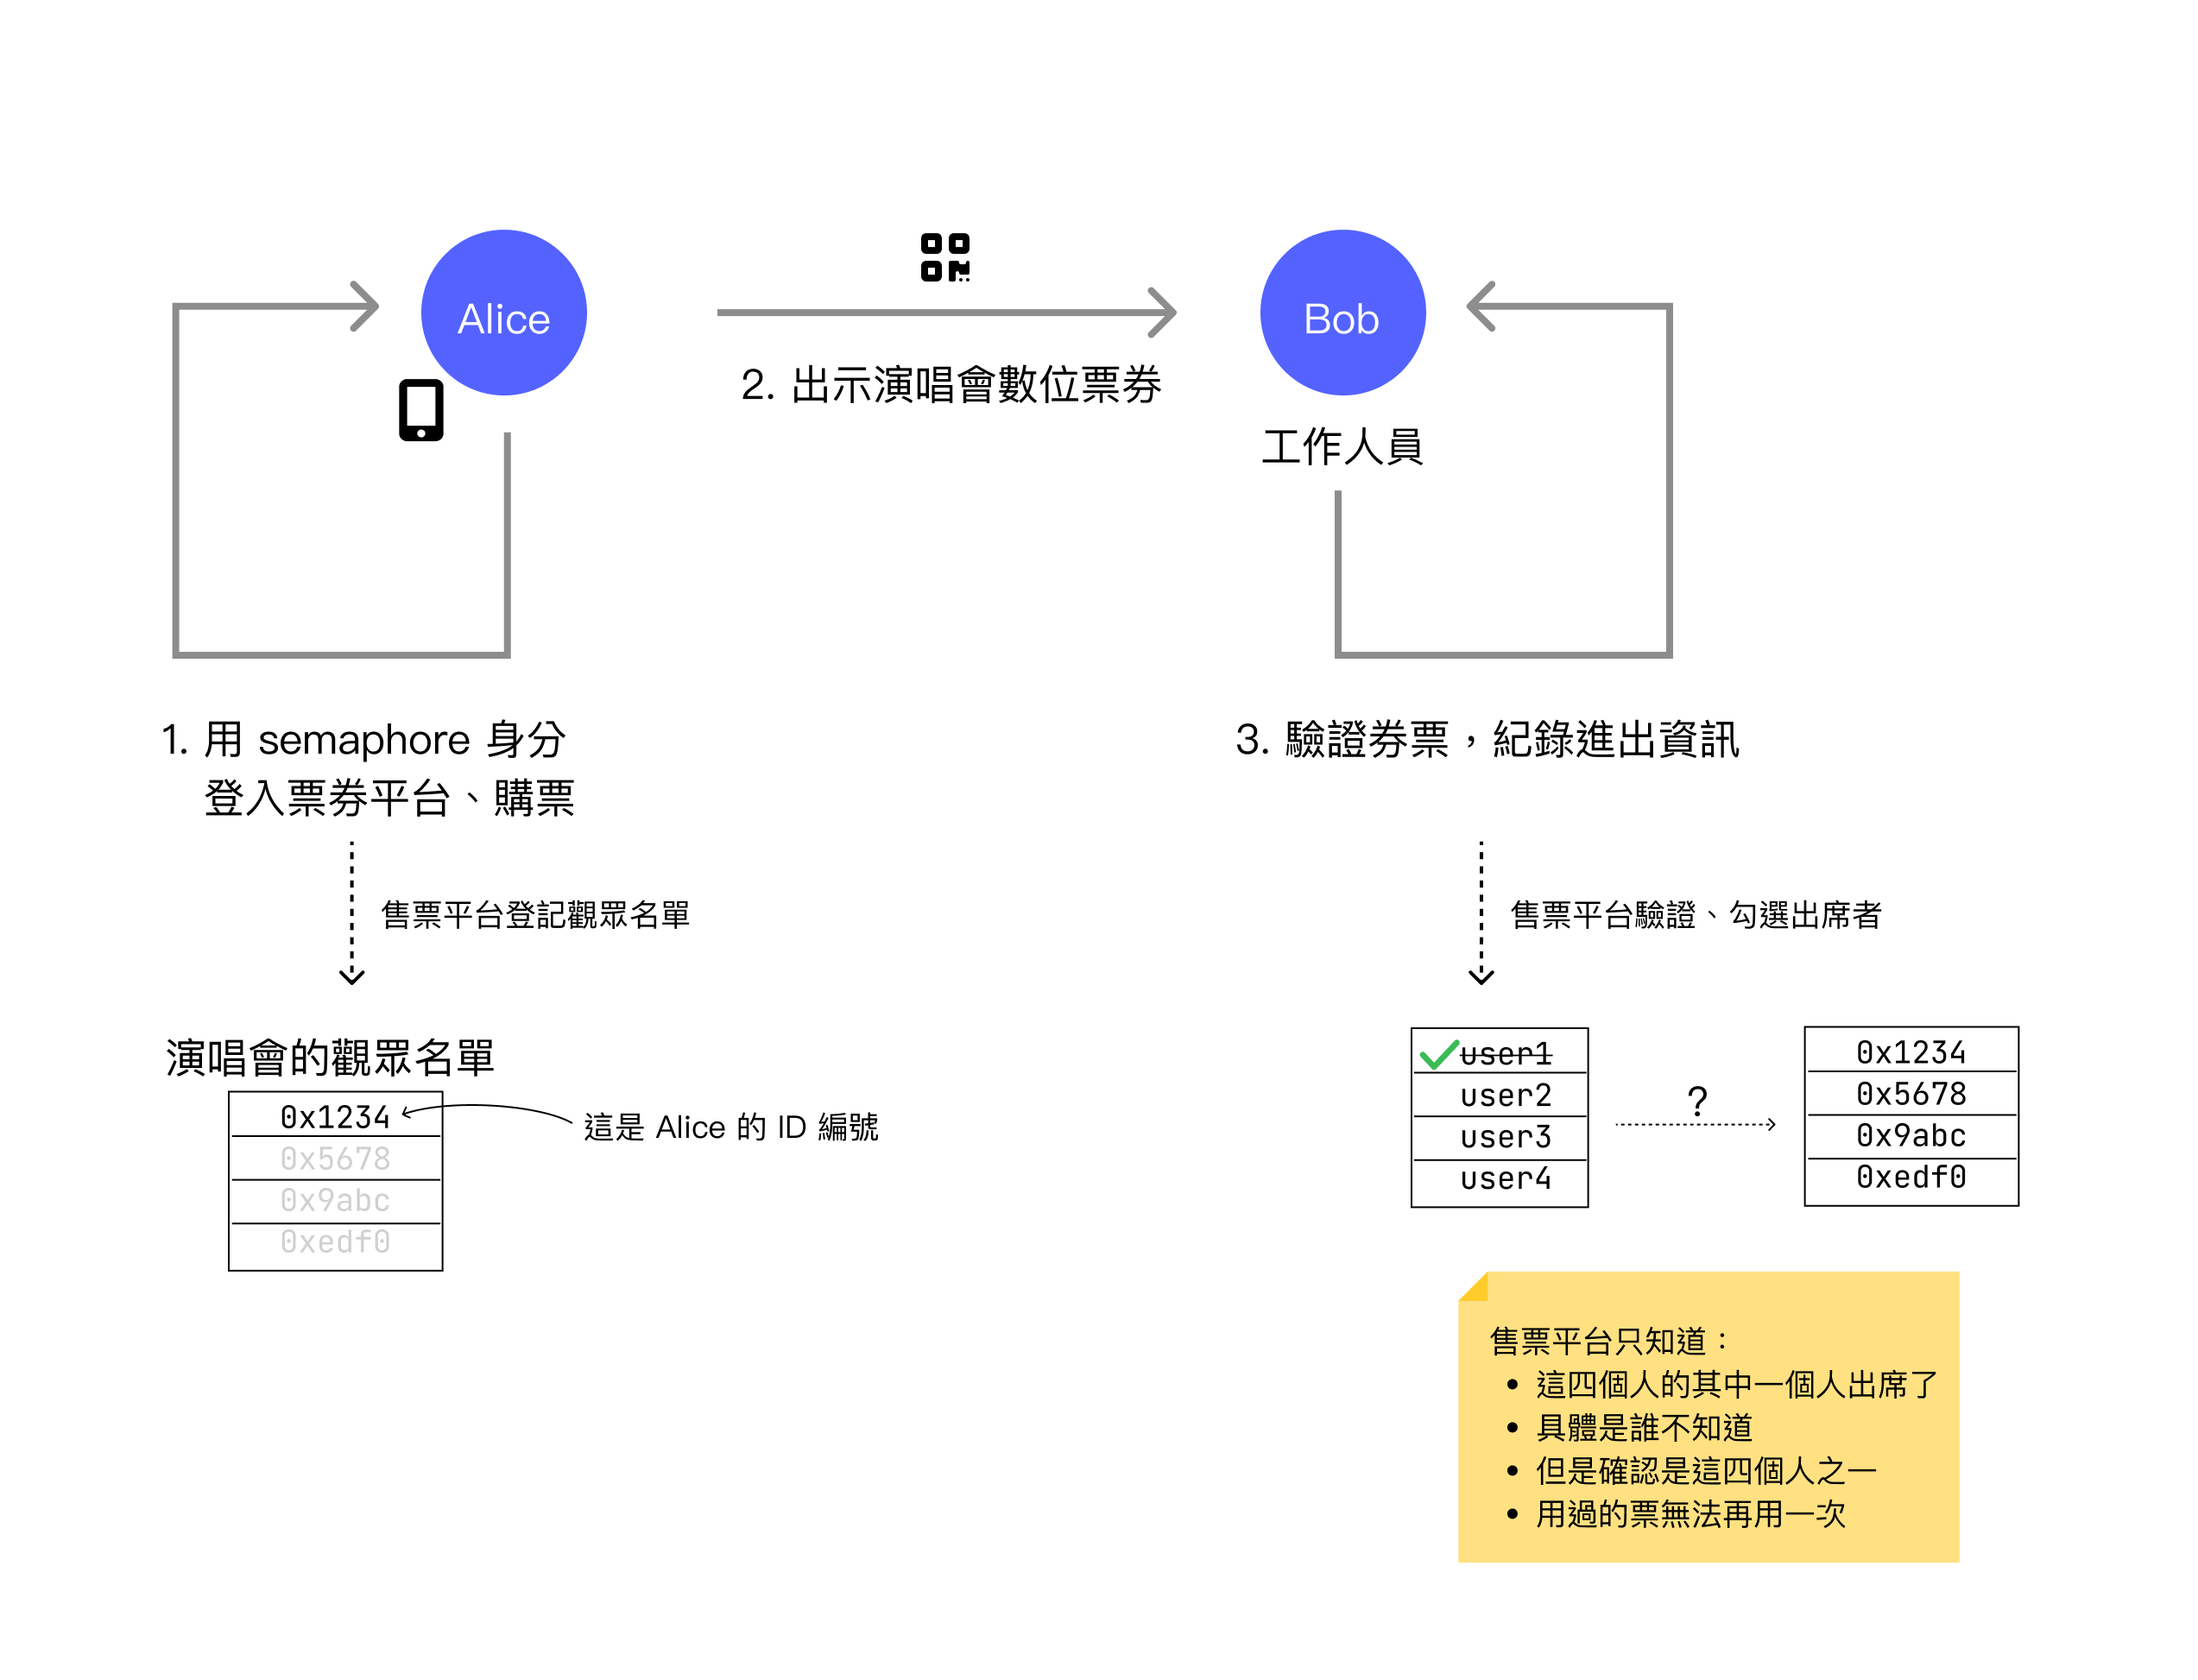 Alice
2. 出示演唱會數位票券
Bob
工作人員
1. 用 semaphore 身分
登入票券平台、購票
售票平台登記觀眾名單
演唱會的觀眾名單
0x1234
0x5678
0x9abc
0xedf0
這是 Alice 的 ID 編號
3. 驗證券票，紀錄進出資訊
售票平台驗證、勾選出席者
user1
user2
user3
user4
?
0x1234
0x5678
0x9abc
0xedf0
售票平台只知道：
• 這四個人的其中一個人出席了
• 具體是誰不知道
• 但是確認是這四個人之一
• 用過的票無法再用一次